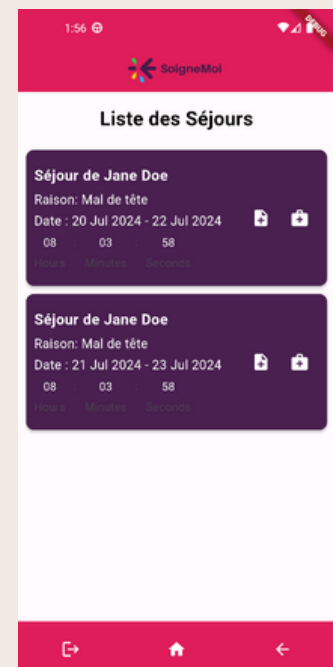 1:56
DEBUG
SoigneMoi
Liste des Séjours
Séjour de Jane Doe
Raison: Mal de tête
Date : 20 Jul 2024 - 22 Jul 2024
08 03 58
Hours Minutes Seconds
Séjour de Jane Doe
Raison: Mal de tête
Date : 21 Jul 2024 - 23 Jul 2024
08 03 58
Hours Minutes Seconds